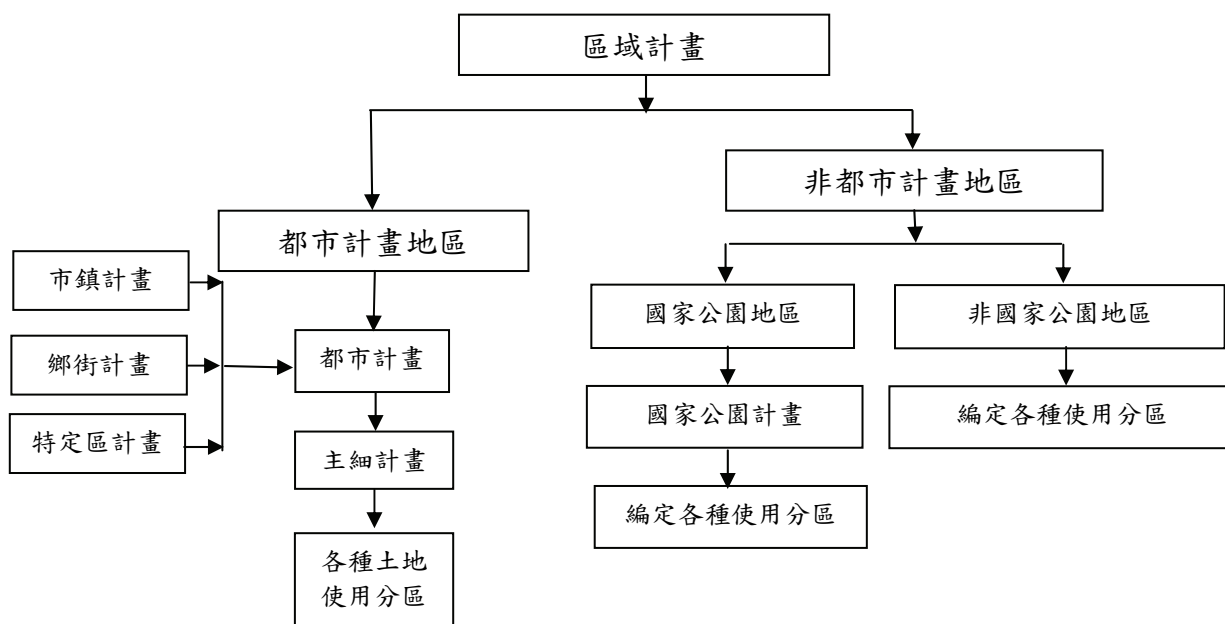 區域計畫
非都市計畫地區
都市計畫地區
市鎮計畫
國家公園地區
非國家公園地區
鄉街計畫
都市計畫
國家公園計畫
編定各種使用分區
特定區計畫
主細計畫
編定各種使用分區
各種土地
使用分區